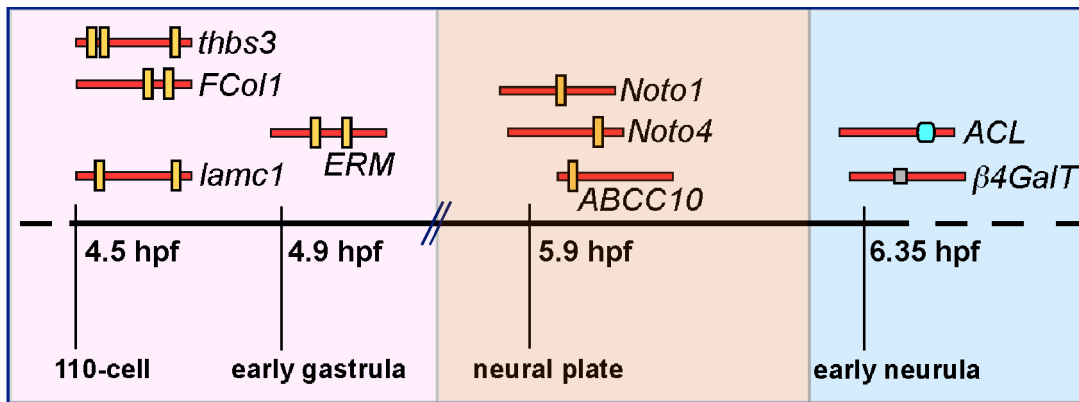 thbs3
FCol1
ERM
lamc1
Noto1
Noto4
ABCC10
ACL
β4GalT
4.5 hpf
4.9 hpf
5.9 hpf
6.35 hpf
110-cell
early gastrula
neural plate
early neurula